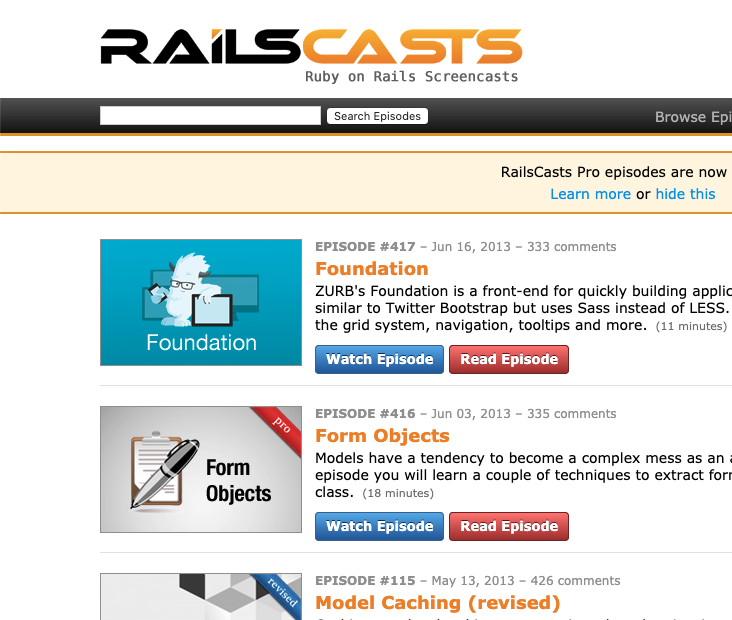 RAILSCASTS
Ruby on Rails Screencasts
Search Episodes
Browse Epi
RailsCasts Pro episodes are now
Learn more or hide this
Foundation
EPISODE #417 – Jun 16, 2013 – 333 comments
Foundation
ZURB's Foundation is a front-end for quickly building applic
similar to Twitter Bootstrap but uses Sass instead of LESS.
the grid system, navigation, tooltips and more. (11 minutes)
Watch Episode Read Episode
pro
Form
Objects
EPISODE #416 – Jun 03, 2013 – 335 comments
Form Objects
Models have a tendency to become a complex mess as an a
episode you will learn a couple of techniques to extract for
class. (18 minutes)
Watch Episode Read Episode
revised
EPISODE #115 – May 13, 2013 – 426 comments
Model Caching (revised)